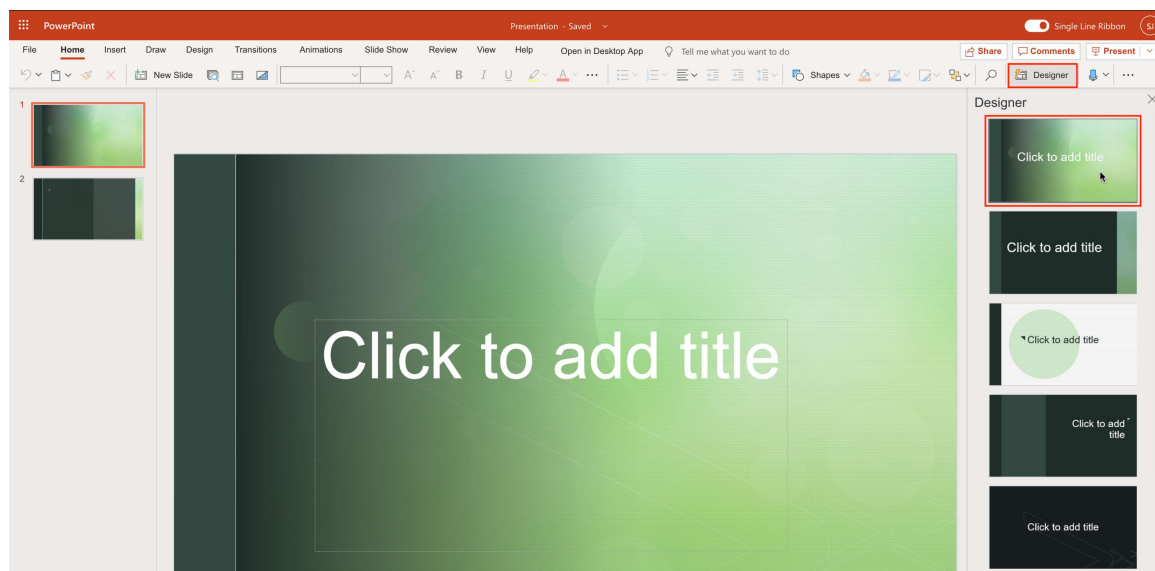 PowerPoint
Presentation - Saved
Single Line Ribbon
SJ
File Home Insert Draw Design Transitions Animations Slide Show Review View Help Open in Desktop App Tell me what you want to do
Share Comments Present
New Slide
A^ A˅ B I U A
Shapes
Designer
1
2
Click to add title
Designer
Click to add title
Click to add title
Click to add title
Click to add
title
Click to add title